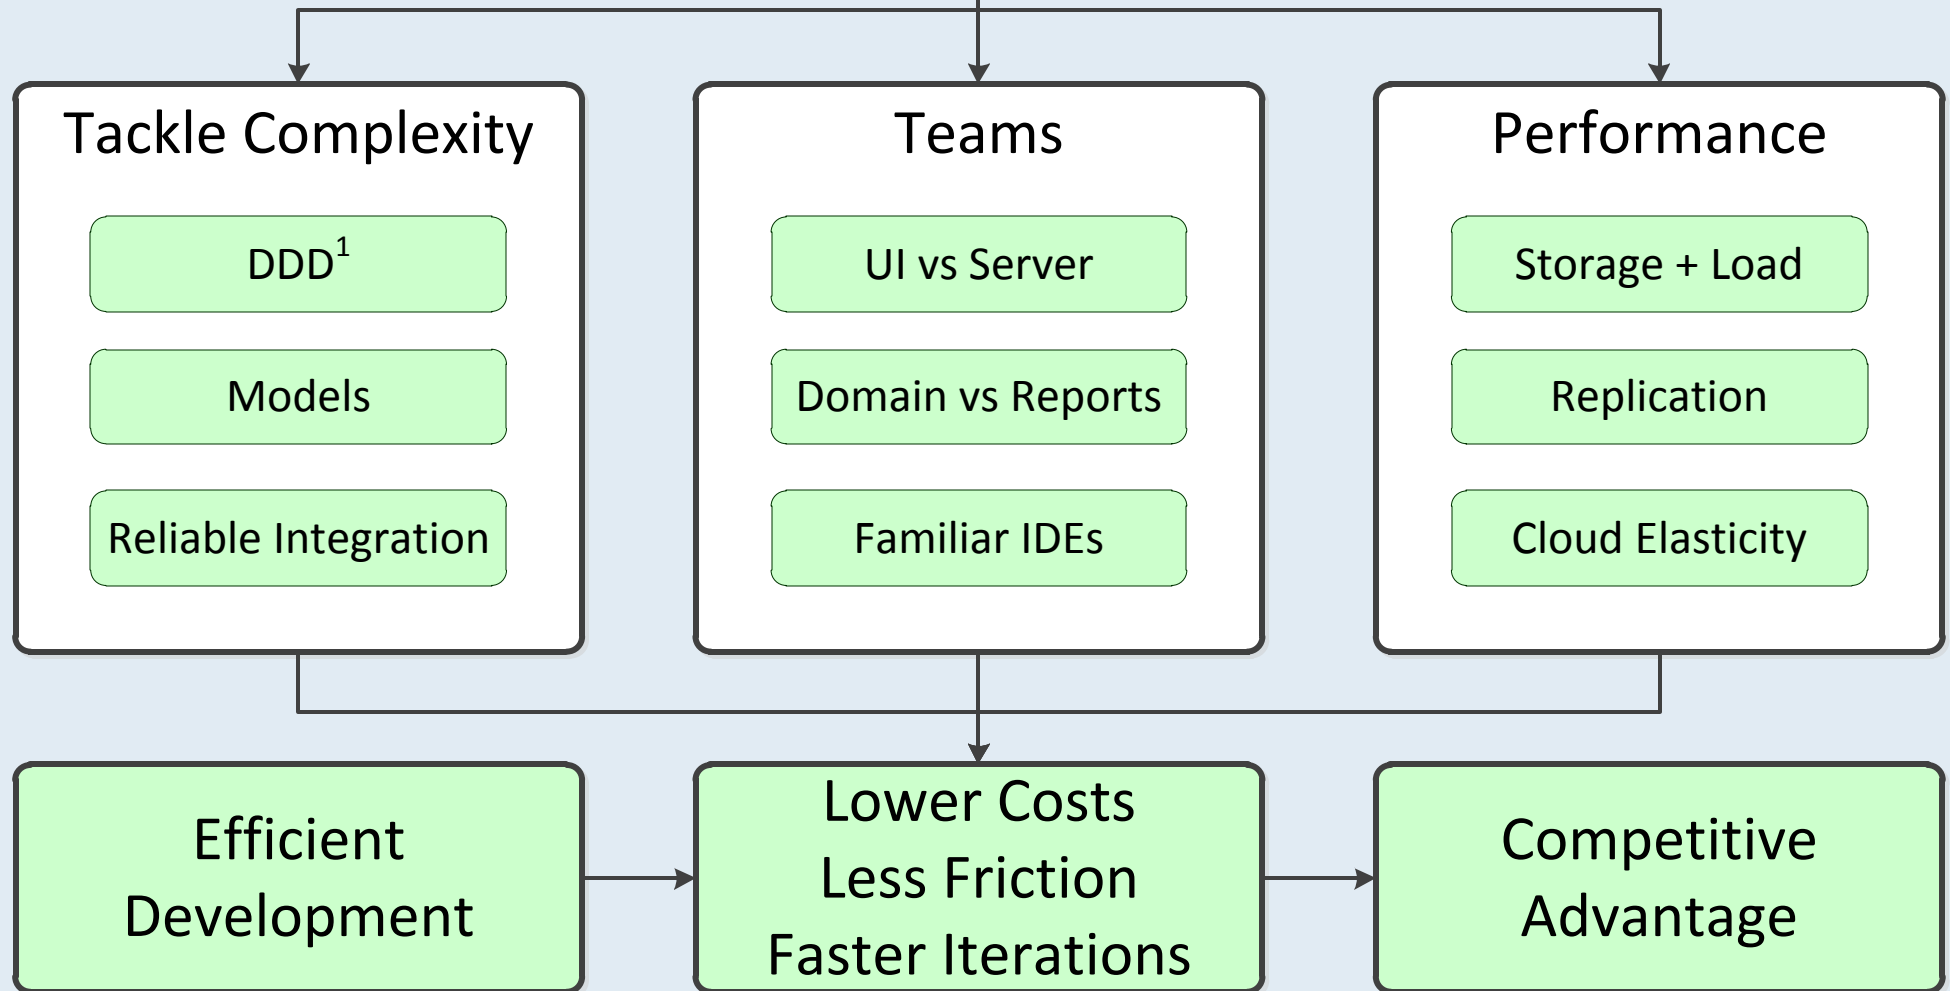 Tackle Complexity
DDD¹
Models
Reliable Integration
Teams
UI vs Server
Domain vs Reports
Familiar IDEs
Performance
Storage + Load
Replication
Cloud Elasticity
Efficient
Development
Lower Costs
Less Friction
Faster Iterations
Competitive
Advantage